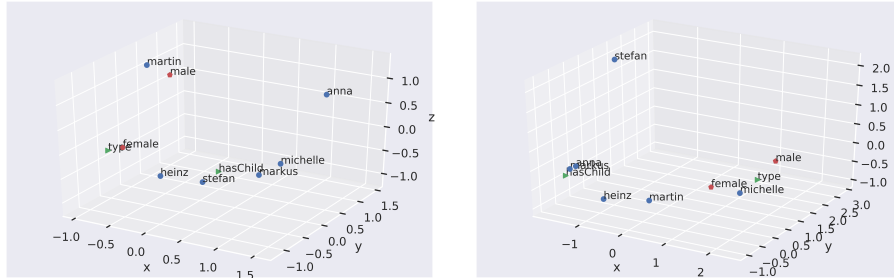 martin
male
anna
type
female
heinz
stefan
hasChild
markus
michelle
1.0
0.5
0.0
−0.5
−1.0
z
−1.0
−0.5
0.0
0.5
1.0
1.5
x
−1.0
−0.5
0.0
0.5
1.0
1.5
y
stefan
anna
markus
hasChild
heinz
martin
female
michelle
type
male
2.0
1.5
1.0
0.5
0.0
−0.5
−1.0
−1
0
1
2
x
−1.0
−0.5
0.0
0.5
1.0
1.5
2.0
2.5
3.0
y